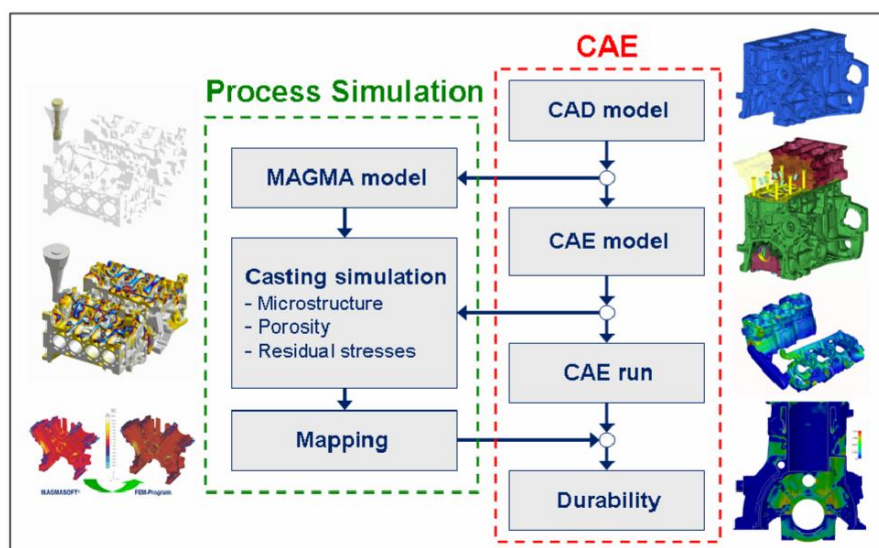 CAE
Process Simulation
CAD model
MAGMA model
CAE model
Casting simulation
- Microstructure
- Porosity
- Residual stresses
CAE run
Mapping
Durability
MAGMASOFT®
FEM-Program